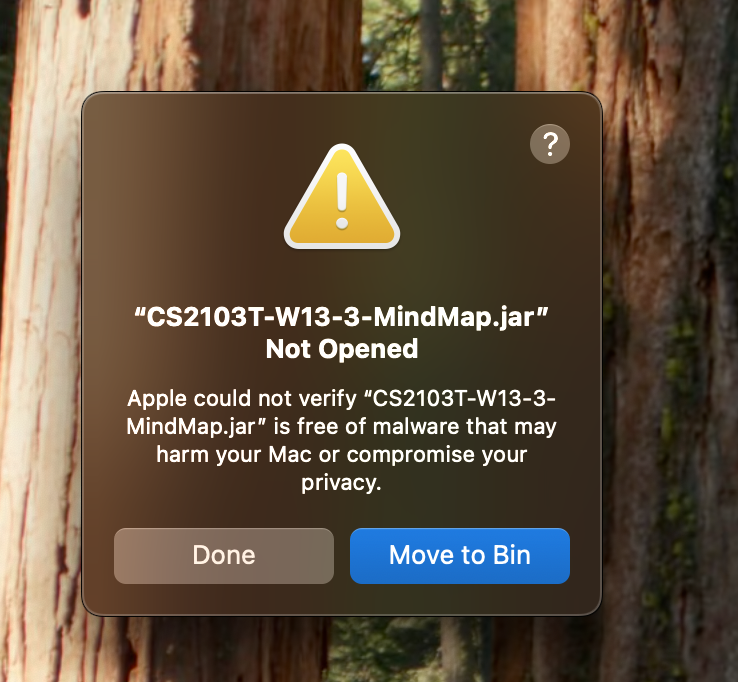 ?
“CS2103T-W13-3-MindMap.jar”
Not Opened
Apple could not verify “CS2103T-W13-3-
MindMap.jar” is free of malware that may
harm your Mac or compromise your
privacy.
Done
Move to Bin